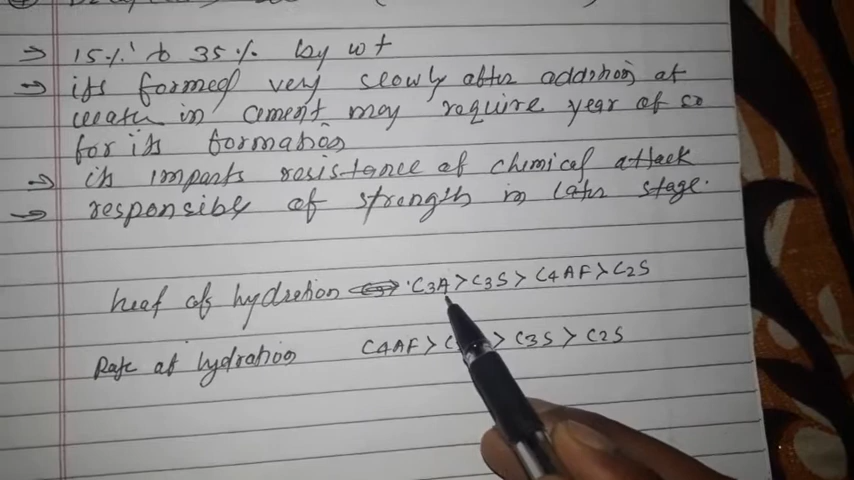 ⇒ 15% to 35% by wt
⇒ its formed very slowly after addition of
water in cement may require year of so
for its formation
⇒ its imparts resistance of chemical attack
⇒ responsible of strength in later stage.
heat of hydration C3A > C3S > C4AF > C2S
Rate of hydration C4AF > C > C3S > C2S